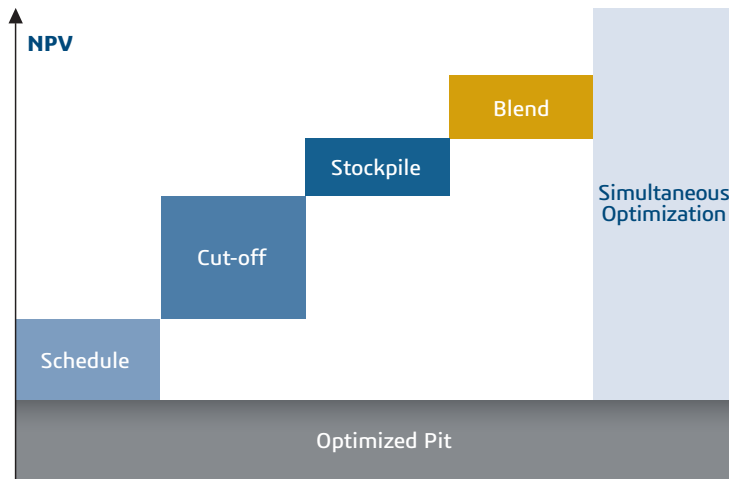 NPV
Blend
Stockpile
Simultaneous
Optimization
Cut-off
Schedule
Optimized Pit